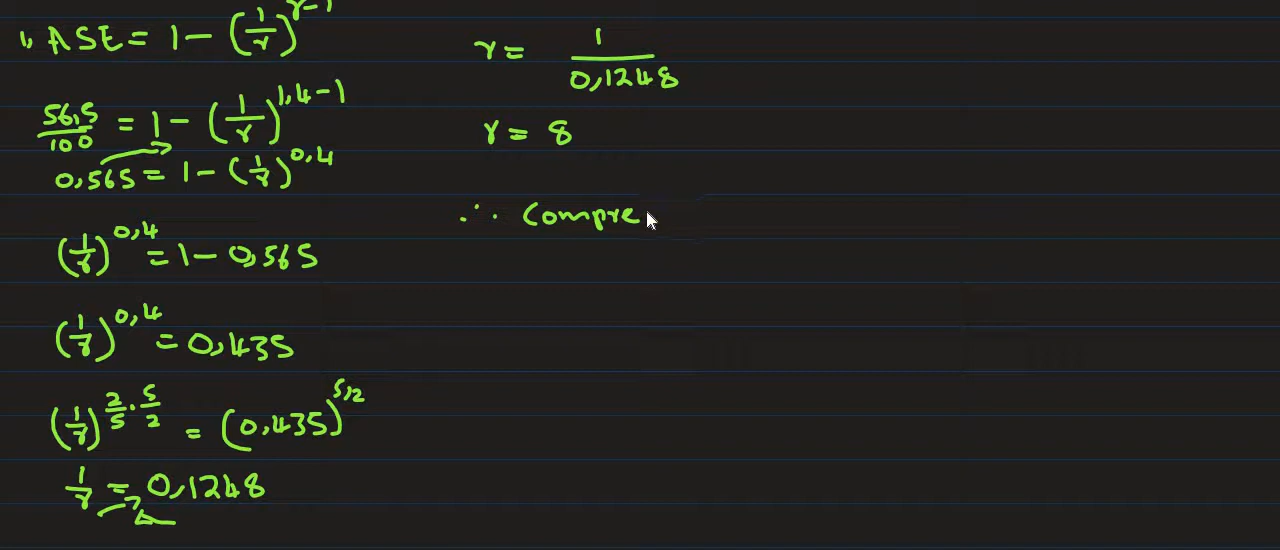 1, ASE = 1 - (1/r)^γ-1
56,5/100 = 1 - (1/r)^1,4-1
0,565 = 1 - (1/r)^0,4
(1/r)^0,4 = 1 - 0,565
(1/r)^0,4 = 0,435
(1/r)^2/5 · 5/2 = (0,435)^5/2
1/r = 0,1248
r = 1/0,1248
r = 8
∴ Compre